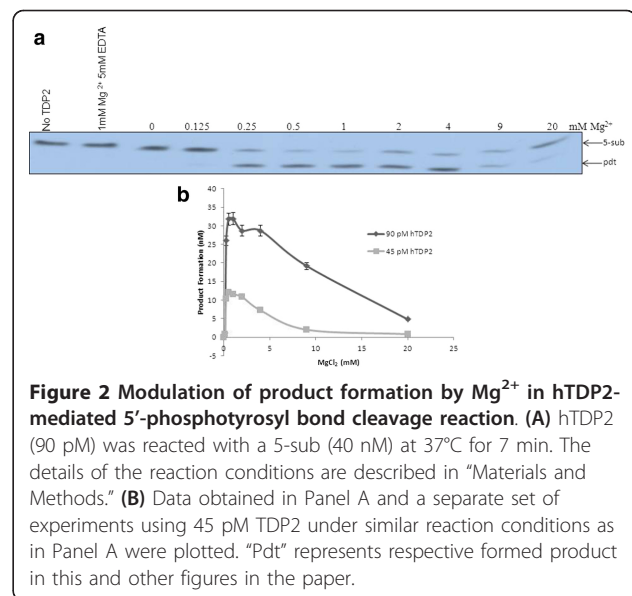 a
No TDP2
1mM Mg 2+ 5mM EDTA
0 0.125 0.25 0.5 1 2 4 9 20 mM Mg2+
5-sub
pdt
b
40
35
30
25
20
15
10
5
0
-5
Product Formation (nM)
90 pM hTDP2
45 pM hTDP2
0 5 10 15 20 25
MgCl2 (mM)
Figure 2 Modulation of product formation by Mg2+ in hTDP2-
mediated 5’-phosphotyrosyl bond cleavage reaction. (A) hTDP2
(90 pM) was reacted with a 5-sub (40 nM) at 37°C for 7 min. The
details of the reaction conditions are described in “Materials and
Methods.” (B) Data obtained in Panel A and a separate set of
experiments using 45 pM TDP2 under similar reaction conditions as
in Panel A were plotted. “Pdt” represents respective formed product
in this and other figures in the paper.